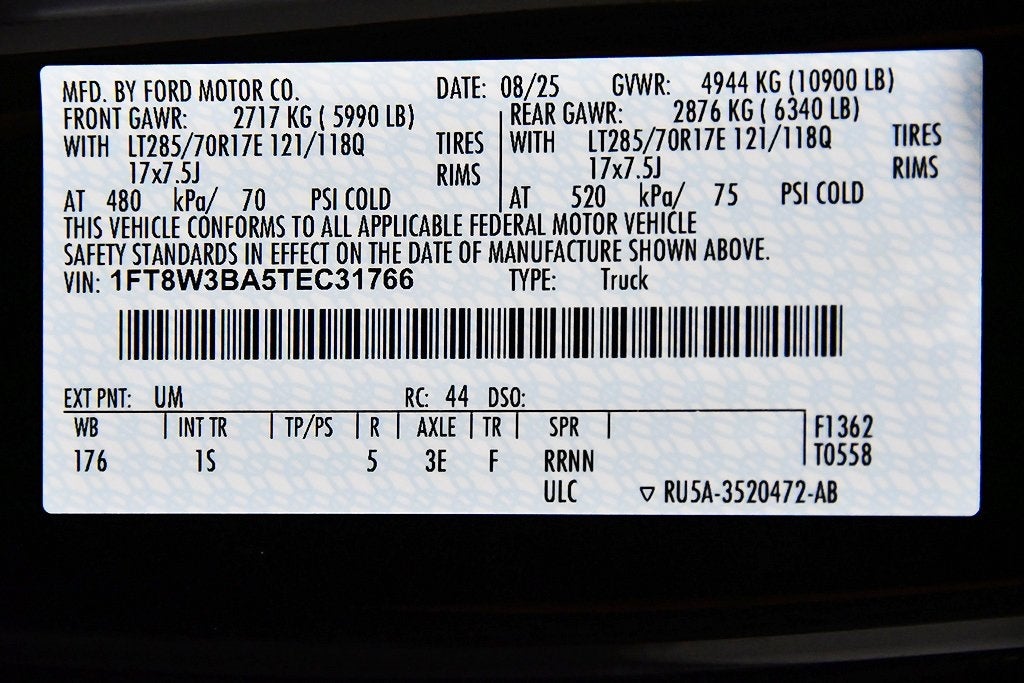 MFD. BY FORD MOTOR CO. DATE: 08/25 GVWR: 4944 KG (10900 LB)
FRONT GAWR: 2717 KG ( 5990 LB) REAR GAWR: 2876 KG ( 6340 LB)
WITH LT285/70R17E 121/118Q TIRES WITH LT285/70R17E 121/118Q TIRES
17x7.5J RIMS 17x7.5J RIMS
AT 480 kPa/ 70 PSI COLD AT 520 kPa/ 75 PSI COLD
THIS VEHICLE CONFORMS TO ALL APPLICABLE FEDERAL MOTOR VEHICLE
SAFETY STANDARDS IN EFFECT ON THE DATE OF MANUFACTURE SHOWN ABOVE.
VIN: 1FT8W3BA5TEC31766 TYPE: Truck
EXT PNT: UM RC: 44 DSO:
WB | INT TR | TP/PS | R | AXLE | TR | SPR | F1362
176 1S 5 3E F RRNN T0558
ULC ▽ RU5A-3520472-AB